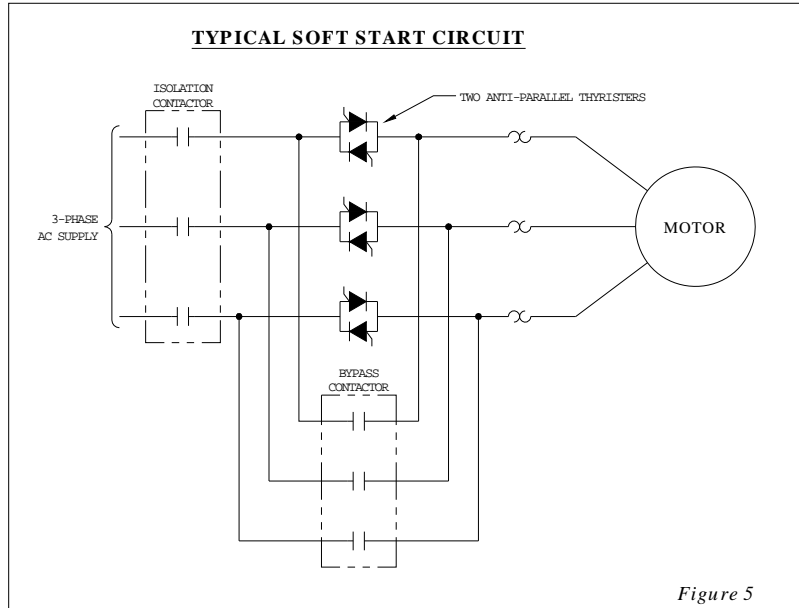 TYPICAL SOFT START CIRCUIT
ISOLATION
CONTACTOR
TWO ANTI-PARALLEL THYRISTERS
3-PHASE
AC SUPPLY
MOTOR
BYPASS
CONTACTOR
Figure 5